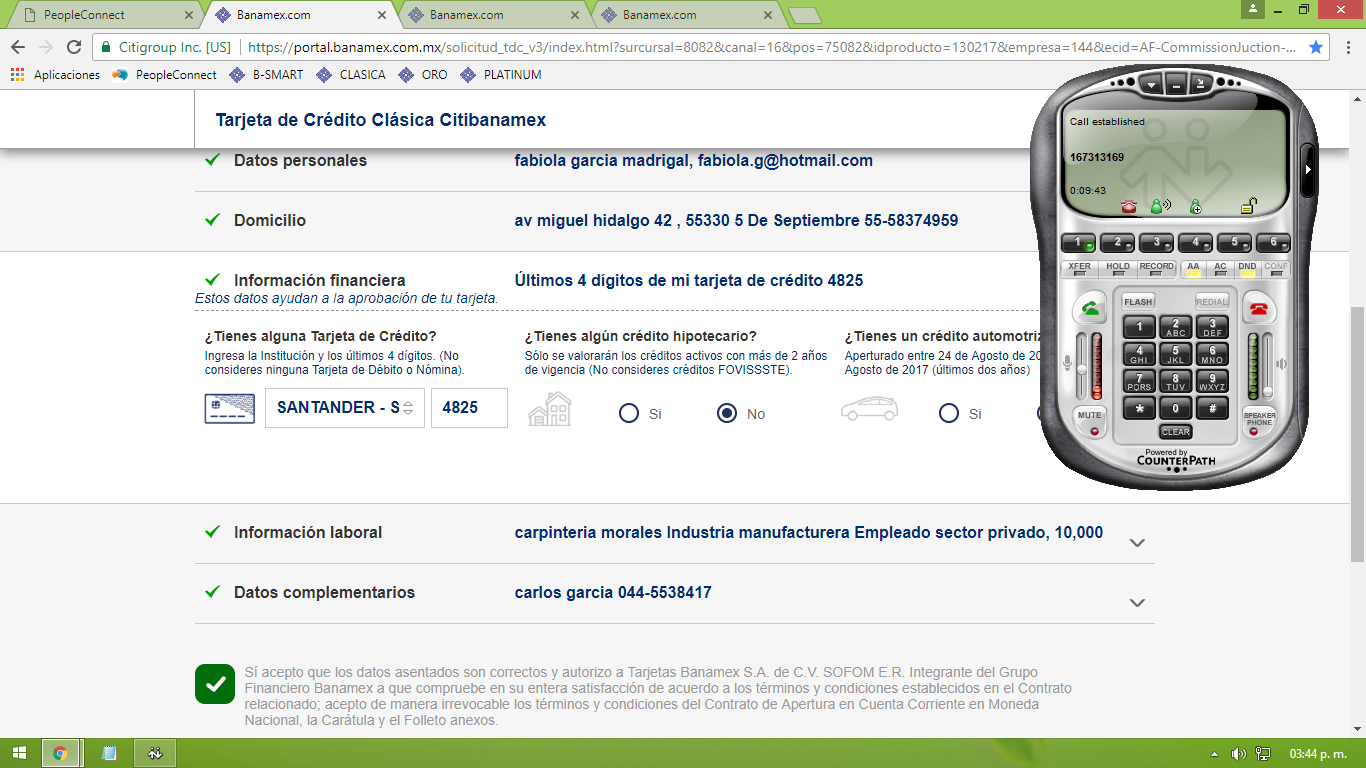 PeopleConnect
Banamex.com
Banamex.com
Banamex.com
Citigroup Inc. [US]
https://portal.banamex.com.mx/solicitud_tdc_v3/index.html?surcursal=8082&canal=16&pos=75082&idproducto=130217&empresa=144&ecid=AF-CommissionJuction-...
Aplicaciones
PeopleConnect
B-SMART
CLASICA
ORO
PLATINUM
Tarjeta de Crédito Clásica Citibanamex
Datos personales
fabiola garcia madrigal, fabiola.g@hotmail.com
Domicilio
av miguel hidalgo 42 , 55330 5 De Septiembre 55-58374959
Información financiera
Últimos 4 dígitos de mi tarjeta de crédito 4825
Estos datos ayudan a la aprobación de tu tarjeta.
¿Tienes alguna Tarjeta de Crédito?
Ingresa la Institución y los últimos 4 dígitos. (No
consideres ninguna Tarjeta de Débito o Nómina).
SANTANDER - S
4825
¿Tienes algún crédito hipotecario?
Sólo se valorarán los créditos activos con más de 2 años
de vigencia (No consideres créditos FOVISSSTE).
Si
No
¿Tienes un crédito automotriz
Aperturado entre 24 de Agosto de 20
Agosto de 2017 (últimos dos años)
Si
Información laboral
carpinteria morales Industria manufacturera Empleado sector privado, 10,000
Datos complementarios
carlos garcia 044-5538417
Sí acepto que los datos asentados son correctos y autorizo a Tarjetas Banamex S.A. de C.V. SOFOM E.R. Integrante del Grupo
Financiero Banamex a que compruebe en su entera satisfacción de acuerdo a los términos y condiciones establecidos en el Contrato
relacionado; acepto de manera irrevocable los términos y condiciones del Contrato de Apertura en Cuenta Corriente en Moneda
Nacional, la Carátula y el Folleto anexos.
Call established
167313169
0:09:43
1 2 3 4 5 6
XFER HOLD RECORD AA AC DND CONF
FLASH REDIAL
1 2 ABC 3 DEF
4 GHI 5 JKL 6 MNO
7 PQRS 8 TUV 9 WXYZ
* 0 #
MUTE
SPEAKER
PHONE
CLEAR
Powered by
COUNTERPATH
03:44 p. m.